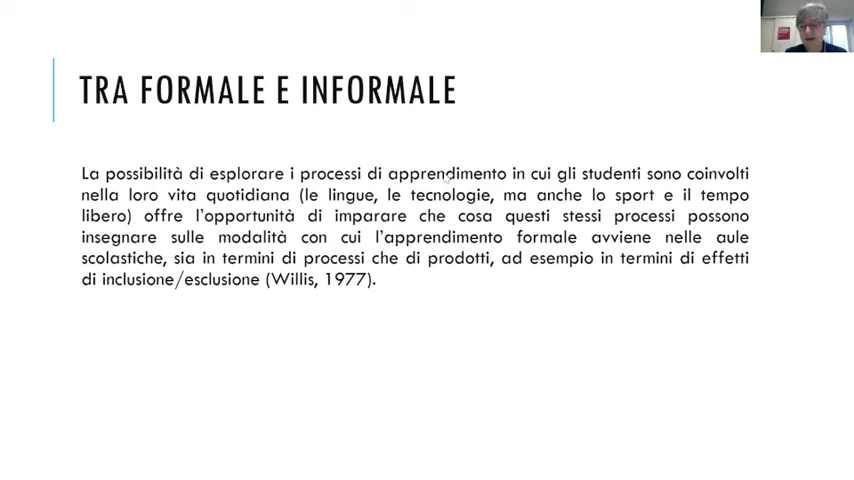 TRA FORMALE E INFORMALE
La possibilità di esplorare i processi di apprendimento in cui gli studenti sono coinvolti
nella loro vita quotidiana (le lingue, le tecnologie, ma anche lo sport e il tempo
libero) offre l'opportunità di imparare che cosa questi stessi processi possono
insegnare sulle modalità con cui l'apprendimento formale avviene nelle aule
scolastiche, sia in termini di processi che di prodotti, ad esempio in termini di effetti
di inclusione/esclusione (Willis, 1977).